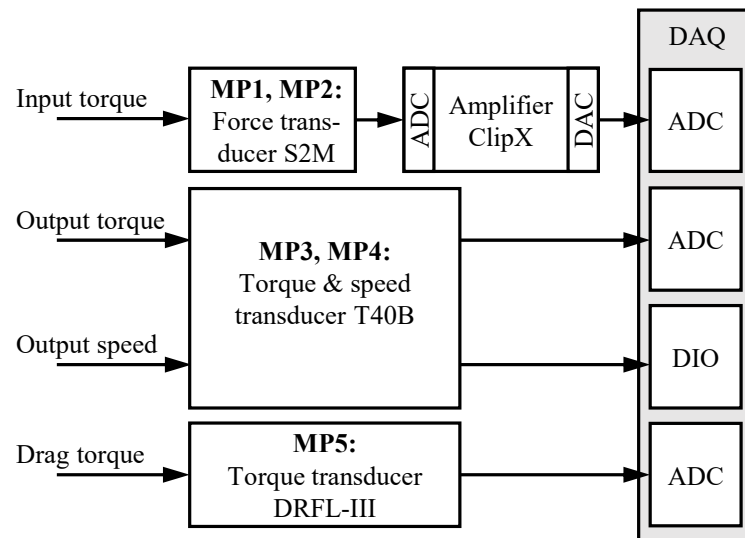 DAQ
Input torque
MP1, MP2:
Force trans-
ducer S2M
ADC
Amplifier
ClipX
DAC
ADC
Output torque
MP3, MP4:
Torque & speed
transducer T40B
ADC
Output speed
DIO
Drag torque
MP5:
Torque transducer
DRFL-III
ADC